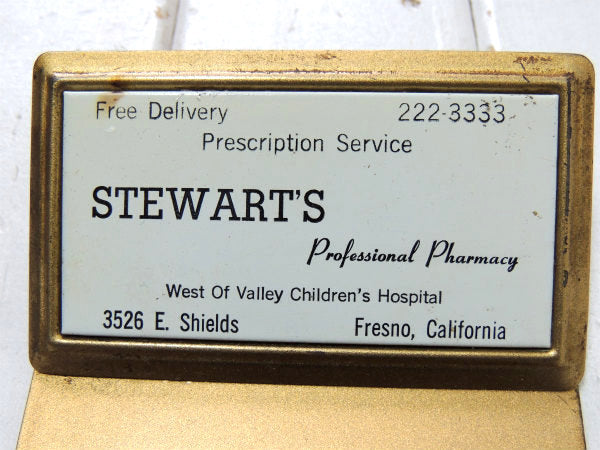 Free Delivery 222-3333
Prescription Service
STEWART'S
Professional Pharmacy
West Of Valley Children's Hospital
3526 E. Shields Fresno, California